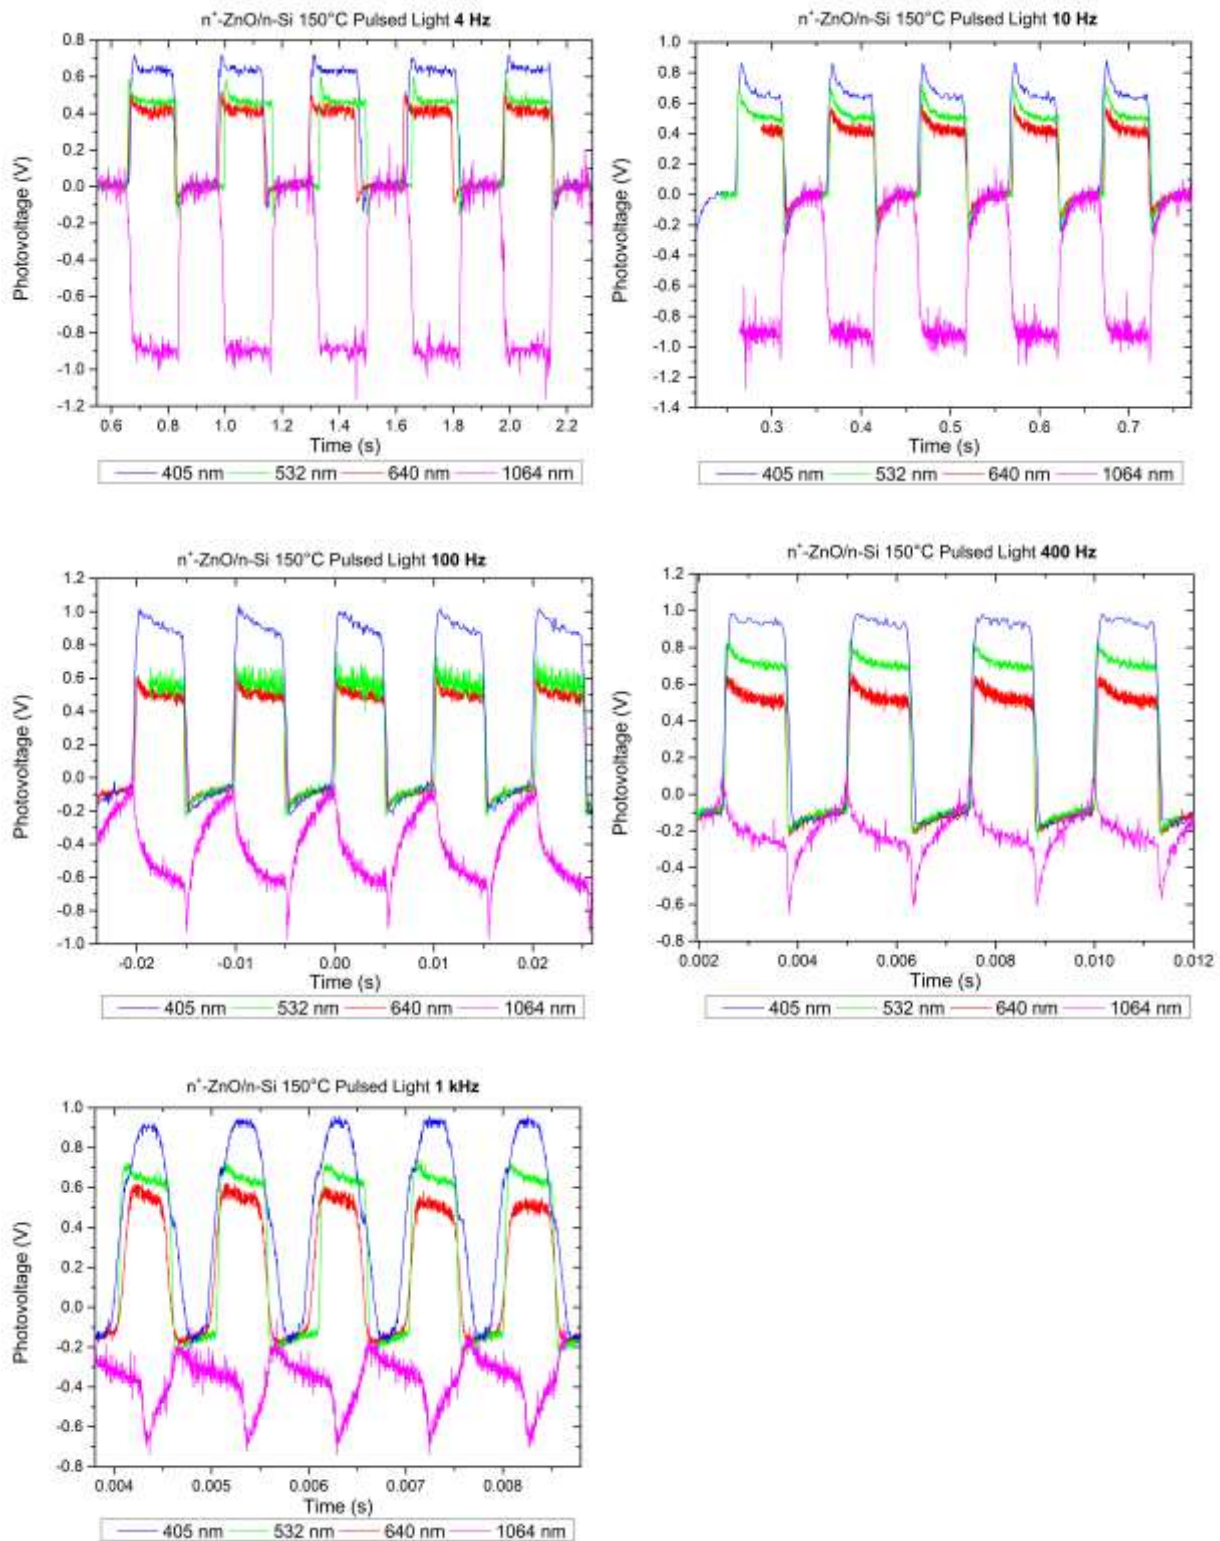 n⁺-ZnO/n-Si 150°C Pulsed Light 4 Hz
Photovoltage (V)
0.8
0.6
0.4
0.2
0.0
-0.2
-0.4
-0.6
-0.8
-1.0
-1.2
0.6 0.8 1.0 1.2 1.4 1.6 1.8 2.0 2.2
Time (s)
405 nm 532 nm 640 nm 1064 nm
n⁺-ZnO/n-Si 150°C Pulsed Light 10 Hz
Photovoltage (V)
1.0
0.8
0.6
0.4
0.2
0.0
-0.2
-0.4
-0.6
-0.8
-1.0
-1.2
-1.4
0.3 0.4 0.5 0.6 0.7
Time (s)
405 nm 532 nm 640 nm 1064 nm
n⁺-ZnO/n-Si 150°C Pulsed Light 100 Hz
Photovoltage (V)
1.2
1.0
0.8
0.6
0.4
0.2
0.0
-0.2
-0.4
-0.6
-0.8
-1.0
-0.02 -0.01 0.00 0.01 0.02
Time (s)
405 nm 532 nm 640 nm 1064 nm
n⁺-ZnO/n-Si 150°C Pulsed Light 400 Hz
Photovoltage (V)
1.2
1.0
0.8
0.6
0.4
0.2
0.0
-0.2
-0.4
-0.6
-0.8
0.002 0.004 0.006 0.008 0.010 0.012
Time (s)
405 nm 532 nm 640 nm 1064 nm
n⁺-ZnO/n-Si 150°C Pulsed Light 1 kHz
Photovoltage (V)
1.0
0.8
0.6
0.4
0.2
0.0
-0.2
-0.4
-0.6
-0.8
0.004 0.005 0.006 0.007 0.008
Time (s)
405 nm 532 nm 640 nm 1064 nm